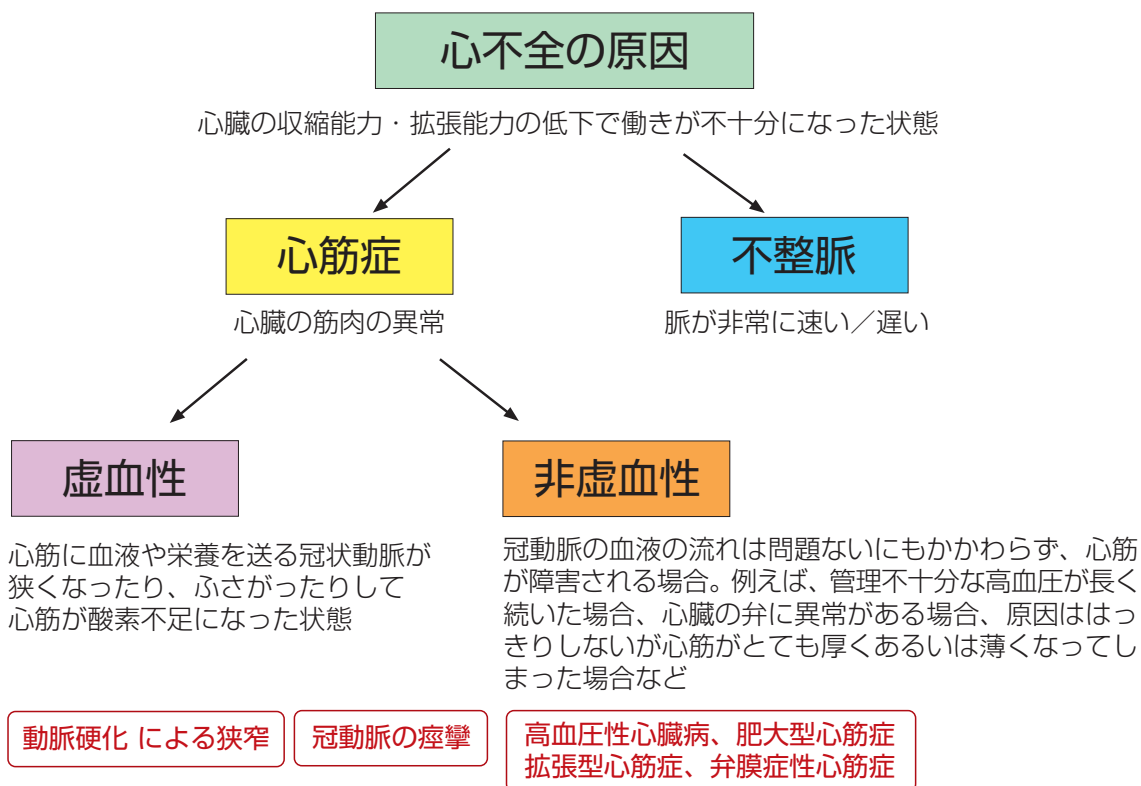 心不全の原因
心臓の収縮能力・拡張能力の低下で働きが不十分になった状態
心筋症
不整脈
心臓の筋肉の異常
脈が非常に速い／遅い
虚血性
非虚血性
心筋に血液や栄養を送る冠状動脈が
狭くなったり、ふさがったりして
心筋が酸素不足になった状態
冠動脈の血液の流れは問題ないにもかかわらず、心筋
が障害される場合。例えば、管理不十分な高血圧が長く
続いた場合、心臓の弁に異常がある場合、原因ははっ
きりしないが心筋がとても厚くあるいは薄くなってし
まった場合など
動脈硬化 による狭窄
冠動脈の痙攣
高血圧性心臓病、肥大型心筋症
拡張型心筋症、弁膜症性心筋症